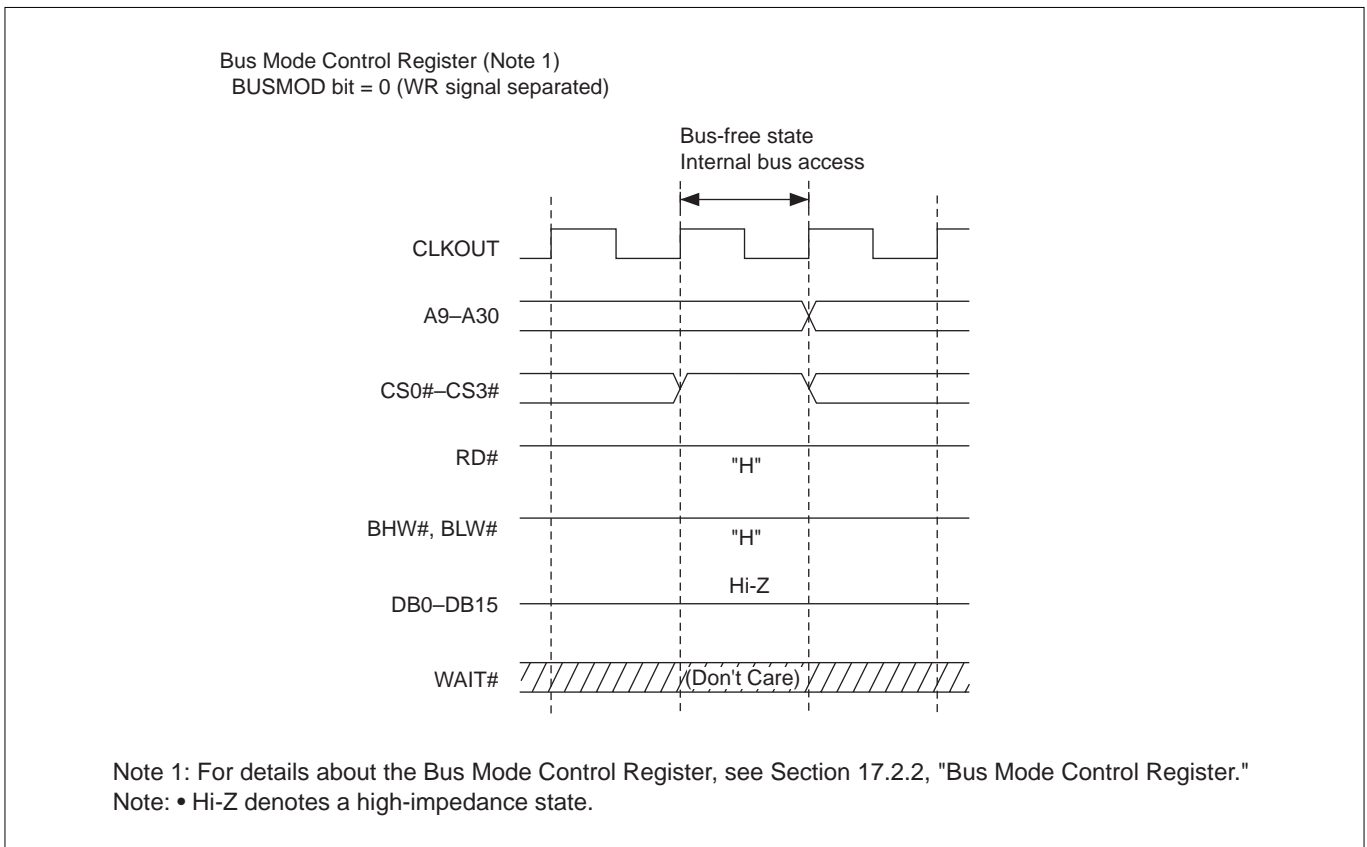 Bus Mode Control Register (Note 1)
BUSMOD bit = 0 (WR signal separated)
Bus-free state
Internal bus access
CLKOUT
A9–A30
CS0#–CS3#
RD#
"H"
BHW#, BLW#
"H"
Hi-Z
DB0–DB15
WAIT#
(Don't Care)
Note 1: For details about the Bus Mode Control Register, see Section 17.2.2, "Bus Mode Control Register."
Note: • Hi-Z denotes a high-impedance state.